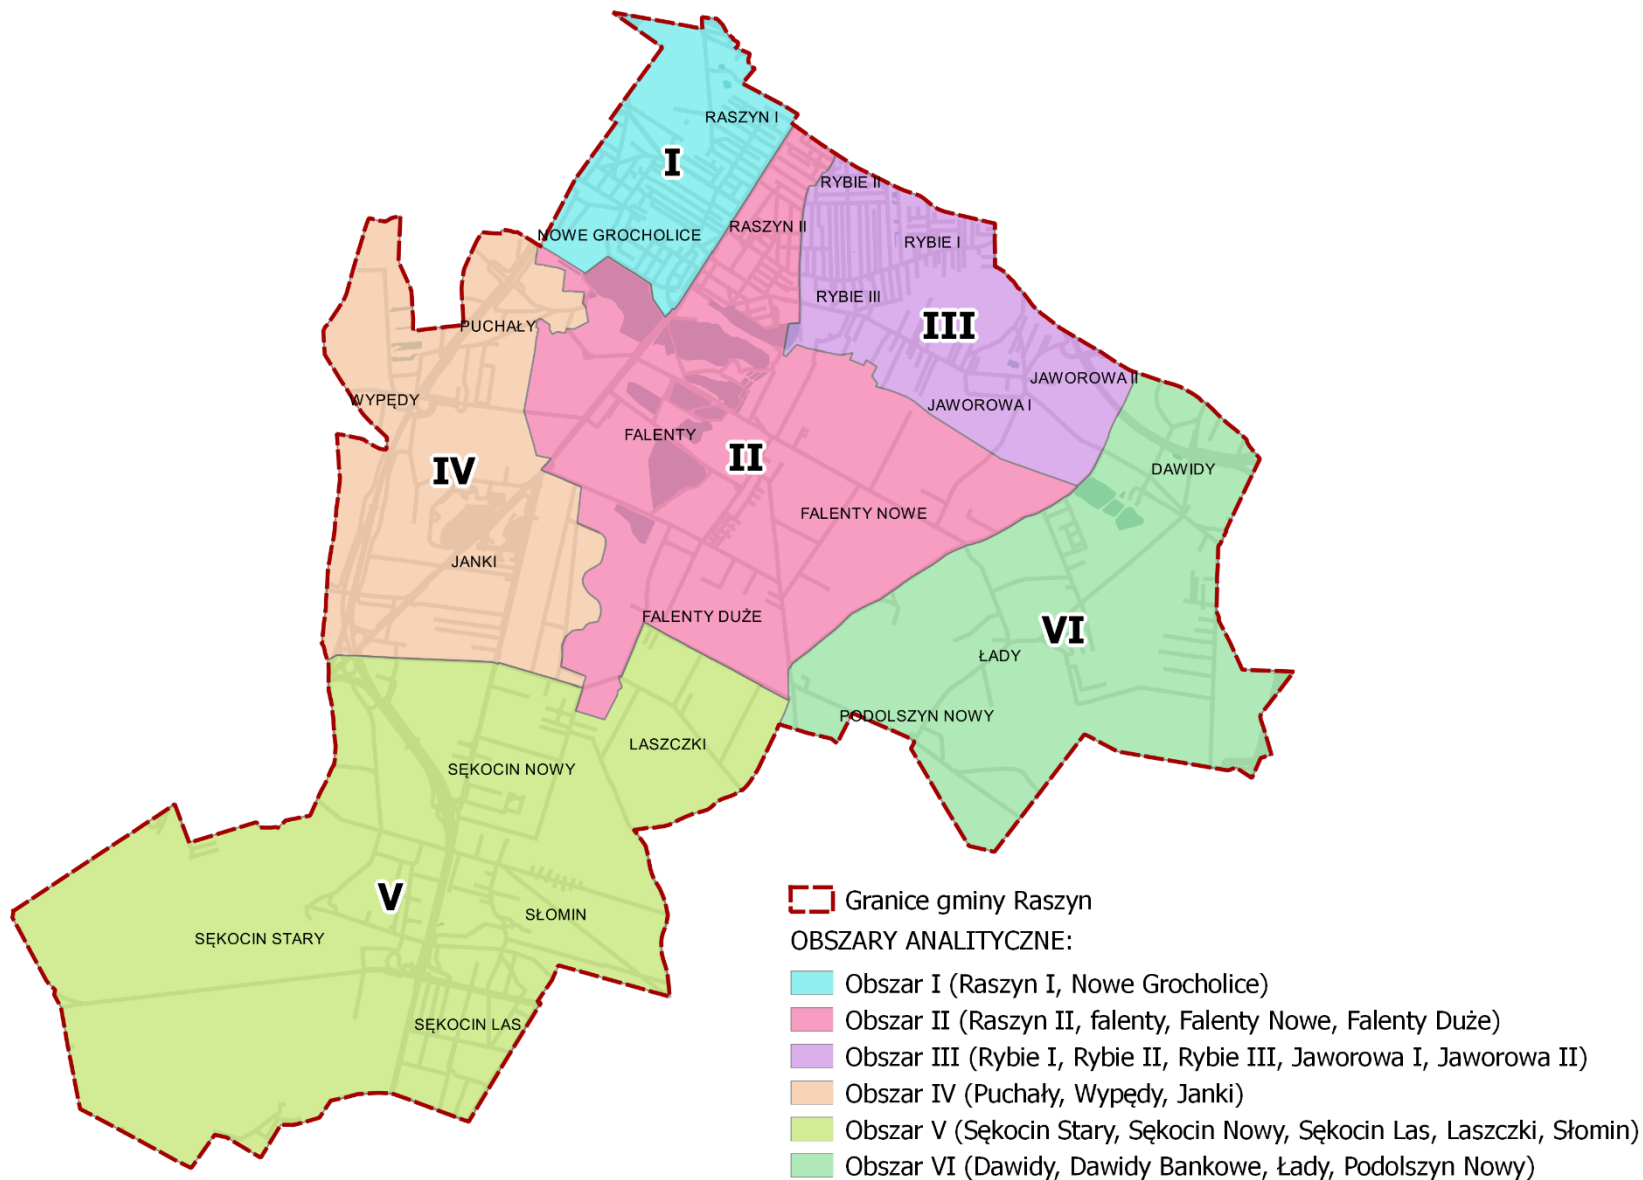 RASZYN I
I
RYBIE II
RASZYN II
NOWE GROCHOLICE
RYBIE I
RYBIE III
PUCHAŁY
III
JAWOROWA II
WYPĘDY
JAWOROWA I
FALENTY
II
IV
DAWIDY
FALENTY NOWE
JANKI
FALENTY DUŻE
VI
ŁADY
PODOLSZYN NOWY
LASZCZKI
SĘKOCIN NOWY
V
SŁOMIN
SĘKOCIN STARY
SĘKOCIN LAS
Granice gminy Raszyn
OBSZARY ANALITYCZNE:
Obszar I (Raszyn I, Nowe Grocholice)
Obszar II (Raszyn II, falenty, Falenty Nowe, Falenty Duże)
Obszar III (Rybie I, Rybie II, Rybie III, Jaworowa I, Jaworowa II)
Obszar IV (Puchały, Wypędy, Janki)
Obszar V (Sękocin Stary, Sękocin Nowy, Sękocin Las, Laszczki, Słomin)
Obszar VI (Dawidy, Dawidy Bankowe, Łady, Podolszyn Nowy)